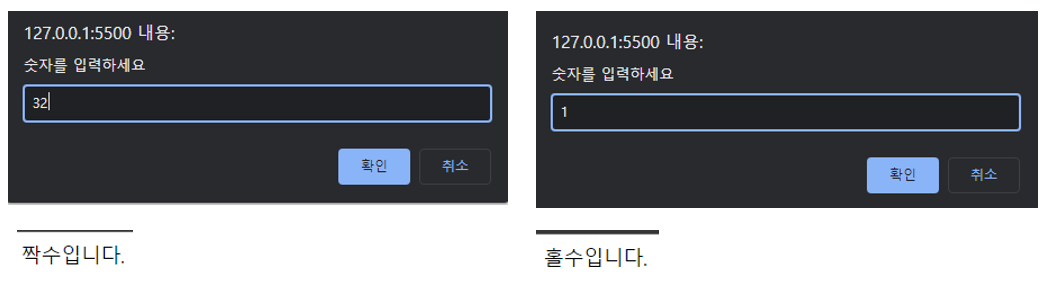 127.0.0.1:5500 내용:
숫자를 입력하세요
32
확인 취소
짝수입니다.
127.0.0.1:5500 내용:
숫자를 입력하세요
1
확인 취소
홀수입니다.